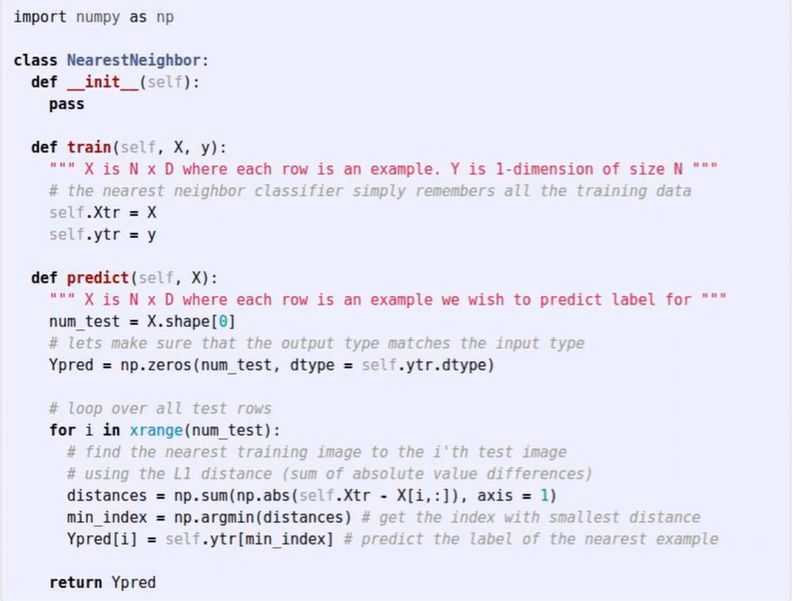 import numpy as np
class NearestNeighbor:
def __init__(self):
pass
def train(self, X, y):
""" X is N x D where each row is an example. Y is 1-dimension of size N """
# the nearest neighbor classifier simply remembers all the training data
self.Xtr = X
self.ytr = y
def predict(self, X):
""" X is N x D where each row is an example we wish to predict label for """
num_test = X.shape[0]
# lets make sure that the output type matches the input type
Ypred = np.zeros(num_test, dtype = self.ytr.dtype)
# loop over all test rows
for i in xrange(num_test):
# find the nearest training image to the i'th test image
# using the L1 distance (sum of absolute value differences)
distances = np.sum(np.abs(self.Xtr - X[i,:]), axis = 1)
min_index = np.argmin(distances) # get the index with smallest distance
Ypred[i] = self.ytr[min_index] # predict the label of the nearest example
return Ypred